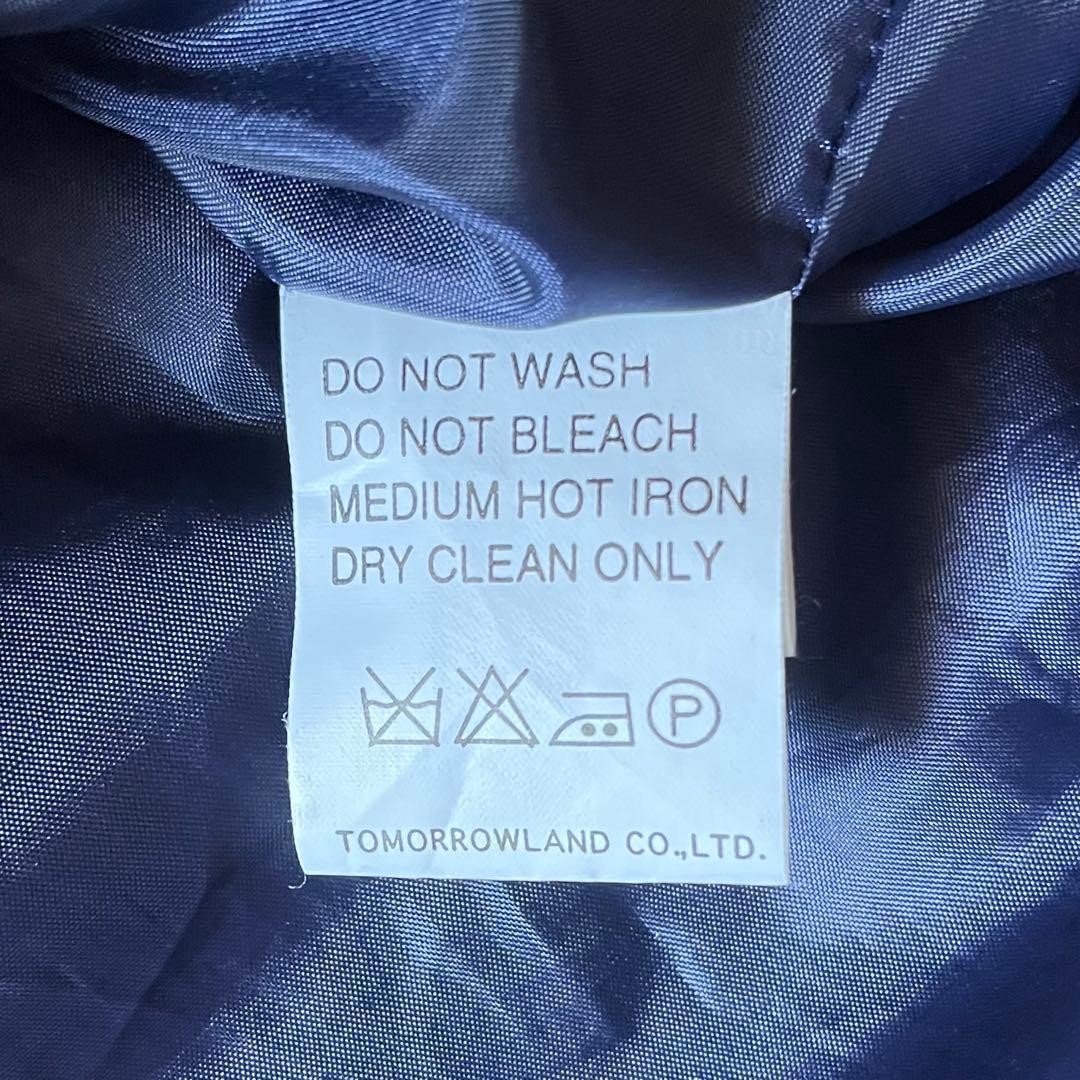 DO NOT WASH
DO NOT BLEACH
MEDIUM HOT IRON
DRY CLEAN ONLY
P
TOMORROWLAND CO.,LTD.